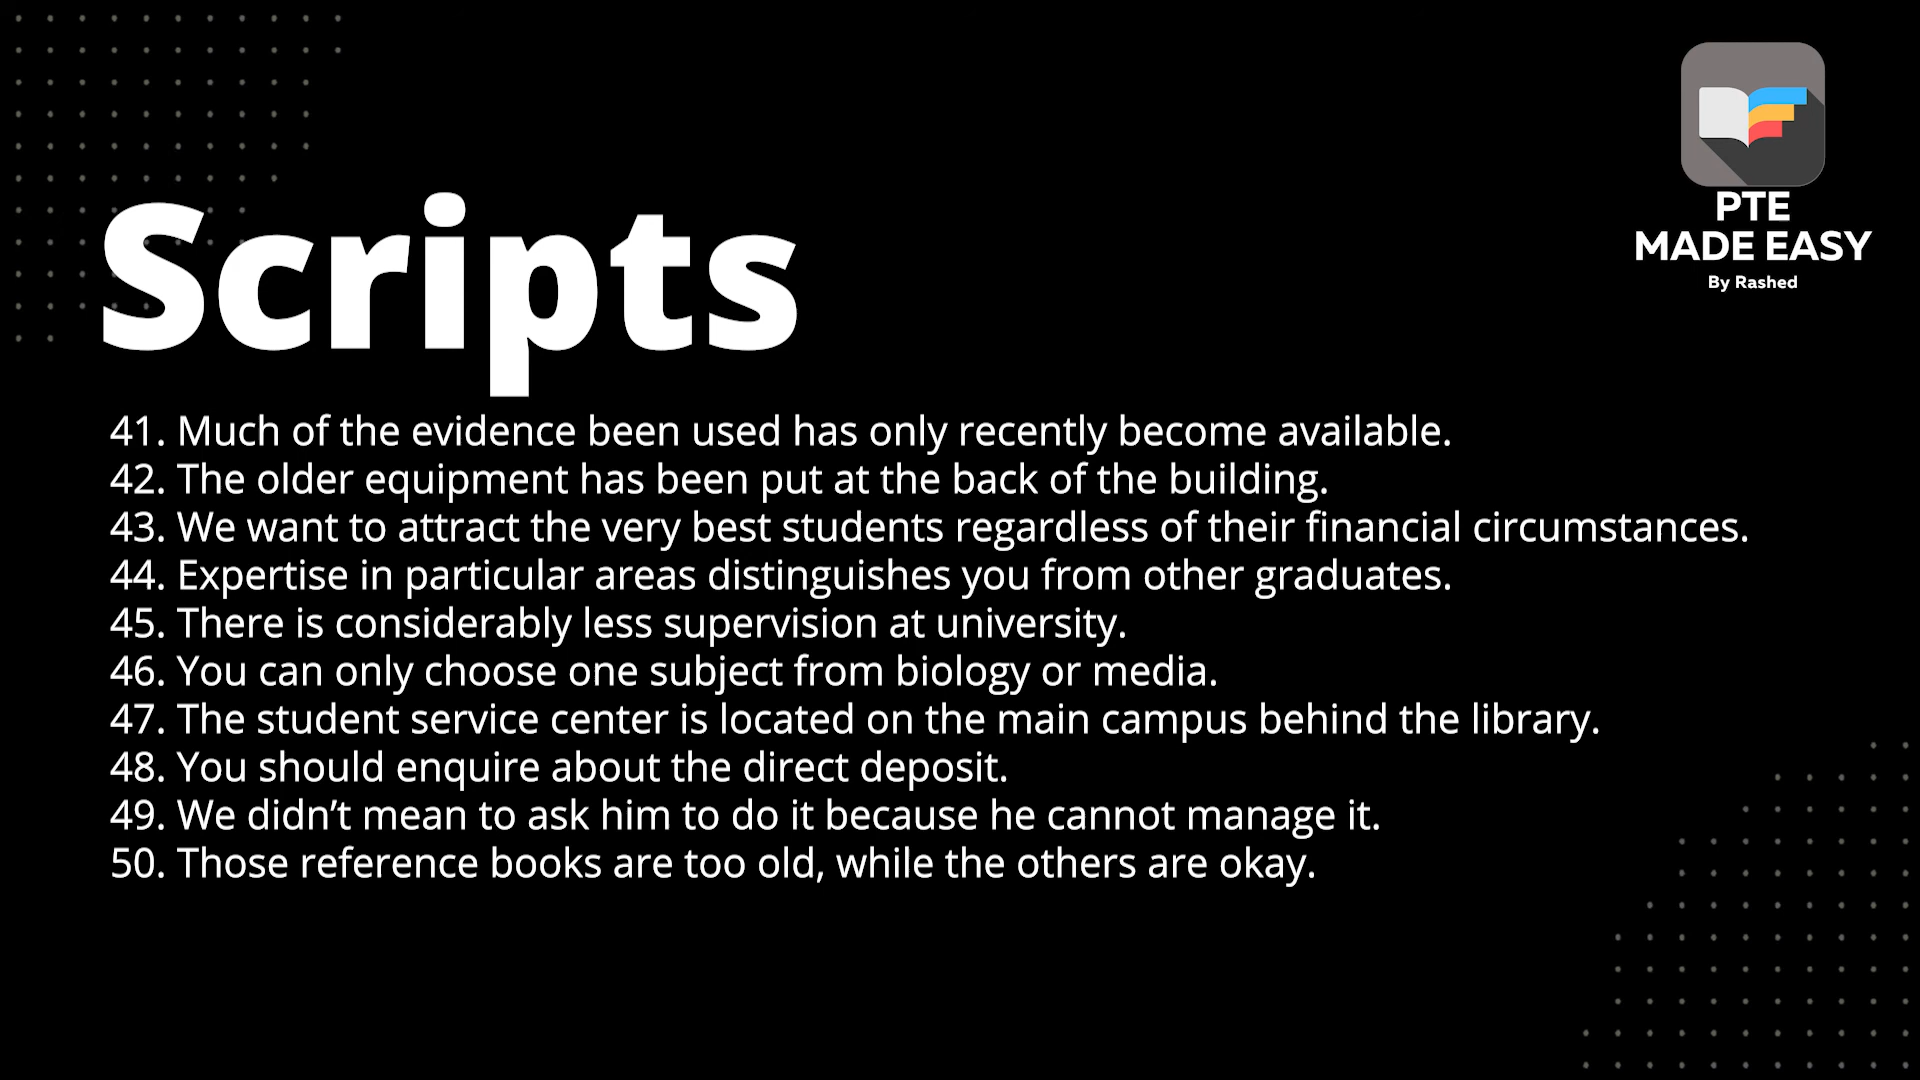 PTE
MADE EASY
By Rashed
Scripts
41. Much of the evidence been used has only recently become available.
42. The older equipment has been put at the back of the building.
43. We want to attract the very best students regardless of their financial circumstances.
44. Expertise in particular areas distinguishes you from other graduates.
45. There is considerably less supervision at university.
46. You can only choose one subject from biology or media.
47. The student service center is located on the main campus behind the library.
48. You should enquire about the direct deposit.
49. We didn’t mean to ask him to do it because he cannot manage it.
50. Those reference books are too old, while the others are okay.